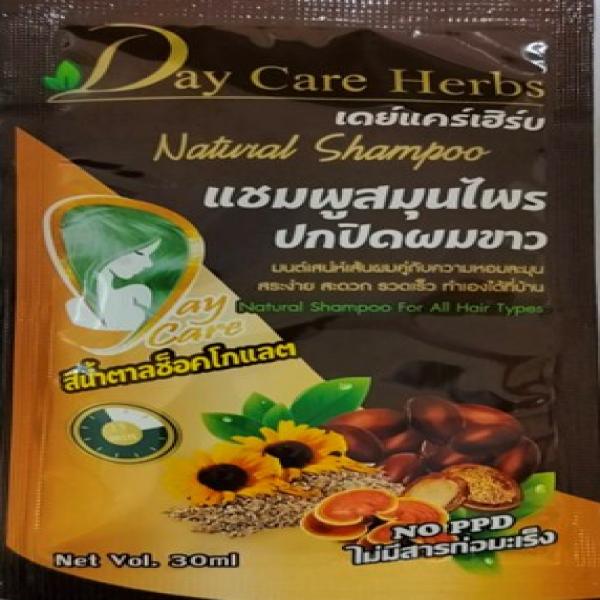 Day Care Herbs
เดย์แคร์เฮิร์บ
Natural Shampoo
แชมพูสมุนไพร
ปกปิดผมขาว
มนต์เสน่ห์เส้นผมคู่กับความหอมละมุน
สระง่าย สะดวก รวดเร็ว ทำเองได้ที่บ้าน
Natural Shampoo For All Hair Types
Day
Care
สีน้ำตาลช็อคโกแลต
NO PPD
ไม่มีสารก่อมะเร็ง
Net Vol. 30ml